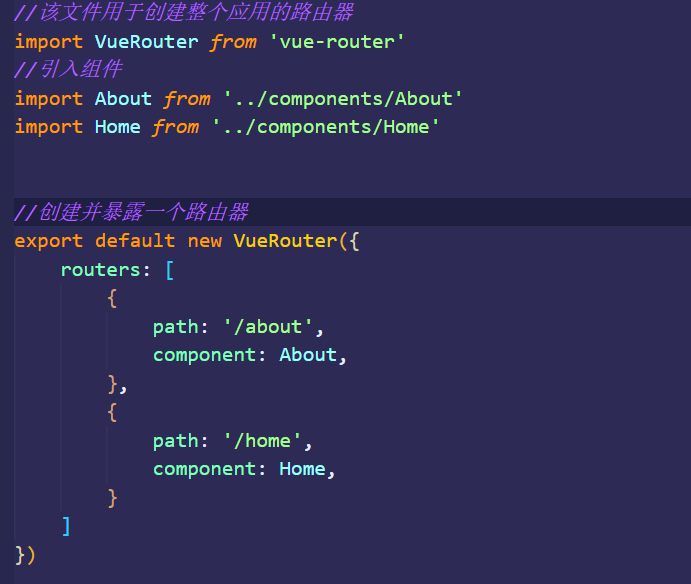 //该文件用于创建整个应用的路由器
import VueRouter from 'vue-router'
//引入组件
import About from '../components/About'
import Home from '../components/Home'
//创建并暴露一个路由器
export default new VueRouter({
    routers: [
        {
            path: '/about',
            component: About,
        },
        {
            path: '/home',
            component: Home,
        }
    ]
})